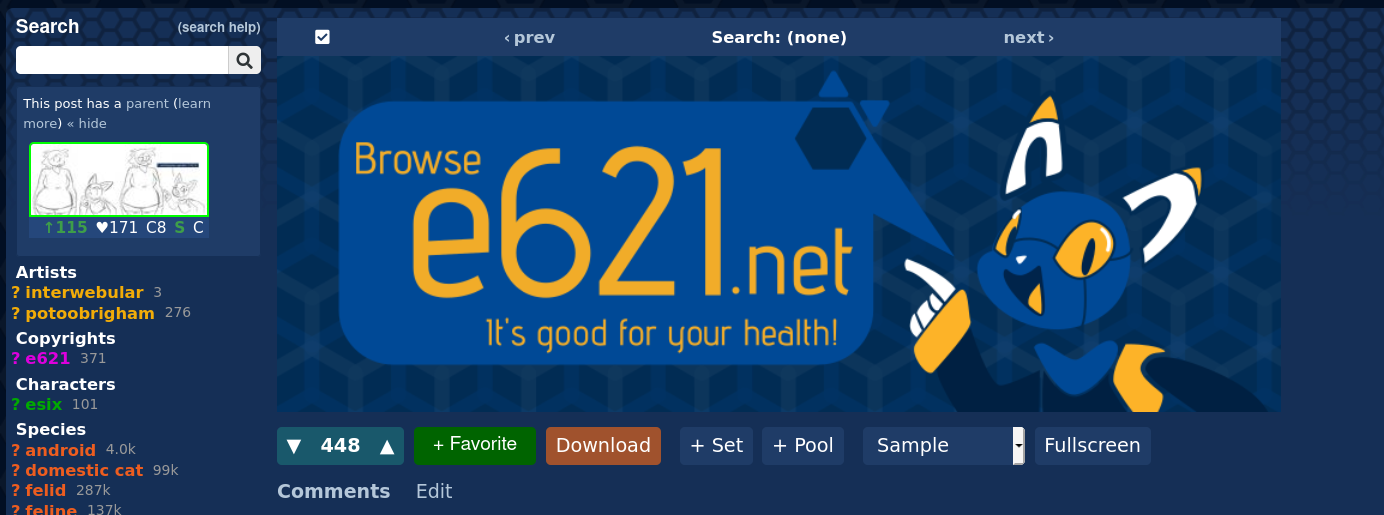 Search (search help)
This post has a parent (learn
more) « hide
↑115 ♥171 C8 S C
Artists
? interwebular 3
? potoobrigham 276
Copyrights
? e621 371
Characters
? esix 101
Species
? android 4.0k
? domestic cat 99k
? felid 287k
? feline 137k
‹ prev Search: (none) next ›
Browse
e621.net
It's good for your health!
▼ 448 ▲ + Favorite Download + Set + Pool Sample Fullscreen
Comments Edit